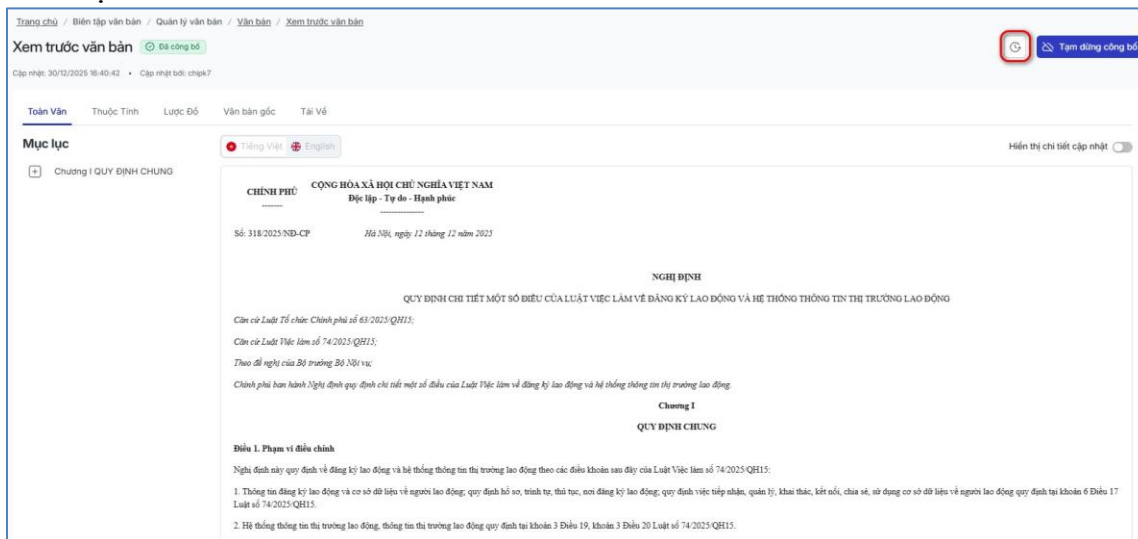 Trang chủ / Biên tập văn bản / Quản lý văn bản / Văn bản / Xem trước văn bản
Xem trước văn bản Đã công bố
Tạm dừng công bố
Cập nhật: 30/12/2025 16:40:42 • Cập nhật bởi: chipk7
Toàn Văn Thuộc Tính Lược Đồ Văn bản gốc Tải Về
Mục lục
Tiếng Việt English
Hiển thị chi tiết cập nhật
Chương I QUY ĐỊNH CHUNG
CHÍNH PHỦ
-------
CỘNG HÒA XÃ HỘI CHỦ NGHĨA VIỆT NAM
Độc lập - Tự do - Hạnh phúc
---------------
Số: 318/2025/NĐ-CP
Hà Nội, ngày 12 tháng 12 năm 2025
NGHỊ ĐỊNH
QUY ĐỊNH CHI TIẾT MỘT SỐ ĐIỀU CỦA LUẬT VIỆC LÀM VỀ ĐĂNG KÝ LAO ĐỘNG VÀ HỆ THỐNG THÔNG TIN THỊ TRƯỜNG LAO ĐỘNG
Căn cứ Luật Tổ chức Chính phủ số 63/2025/QH15;
Căn cứ Luật Việc làm số 74/2025/QH15;
Theo đề nghị của Bộ trưởng Bộ Nội vụ;
Chính phủ ban hành Nghị định quy định chi tiết một số điều của Luật Việc làm về đăng ký lao động và hệ thống thông tin thị trường lao động.
Chương I
QUY ĐỊNH CHUNG
Điều 1. Phạm vi điều chỉnh
Nghị định này quy định về đăng ký lao động và hệ thống thông tin thị trường lao động theo các điều khoản sau đây của Luật Việc làm số 74/2025/QH15:
1. Thông tin đăng ký lao động và cơ sở dữ liệu về người lao động; quy định hồ sơ, trình tự, thủ tục, nơi đăng ký lao động; quy định việc tiếp nhận, quản lý, khai thác, kết nối, chia sẻ, sử dụng cơ sở dữ liệu về người lao động quy định tại khoản 6 Điều 17
Luật số 74/2025/QH15.
2. Hệ thống thông tin thị trường lao động, thông tin thị trường lao động quy định tại khoản 3 Điều 19, khoản 3 Điều 20 Luật số 74/2025/QH15.